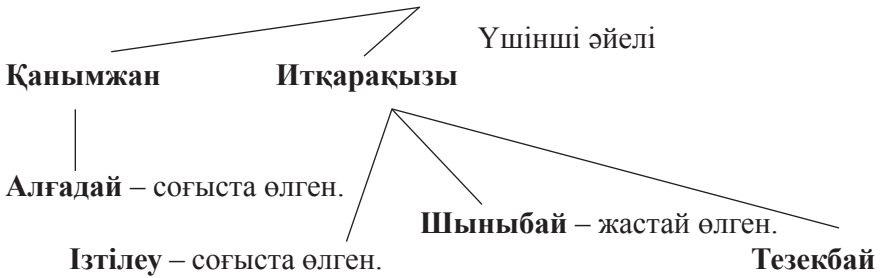 Үшінші әйелі
Қанымжан Итқарақызы
Алғадай – соғыста өлген.
Шыныбай – жастай өлген.
Ізтілеу – соғыста өлген. Тезекбай